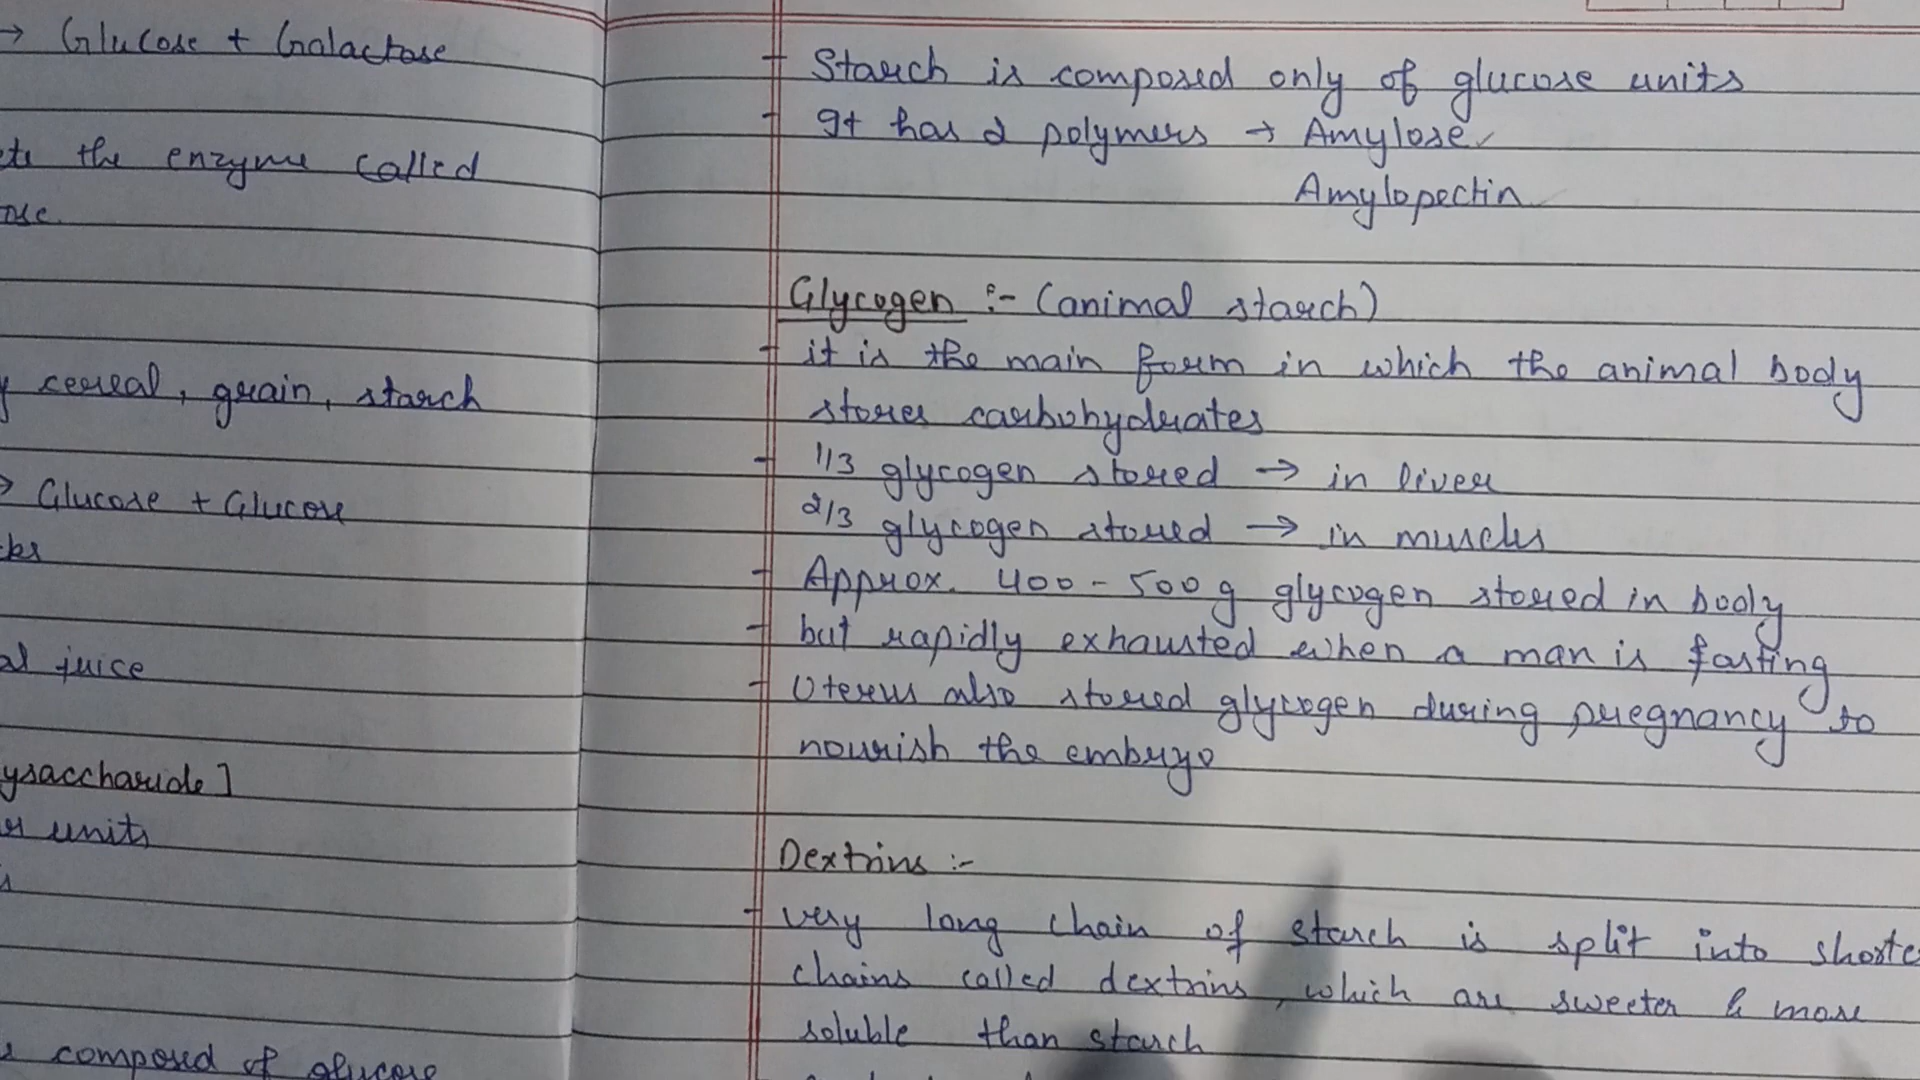 → Glucose + Galactose
the enzyme called
cereal, grain, starch
→ Glucose + Glucose
juice
ysaccharide]
units
composed of glucose
- Starch is composed only of glucose units
- It has 2 polymers → Amylose
Amylopectin
Glycogen :- (animal starch)
- it is the main form in which the animal body
stores carbohydrates
- 1/3 glycogen stored → in liver
2/3 glycogen stored → in muscles
- Approx. 400-500g glycogen stored in body
- but rapidly exhausted when a man is fasting
- Uterus also stored glycogen during pregnancy to
nourish the embryo
Dextrins :-
- very long chain of starch is split into shorte
chains called dextrins, which are sweeter & more
soluble than starch